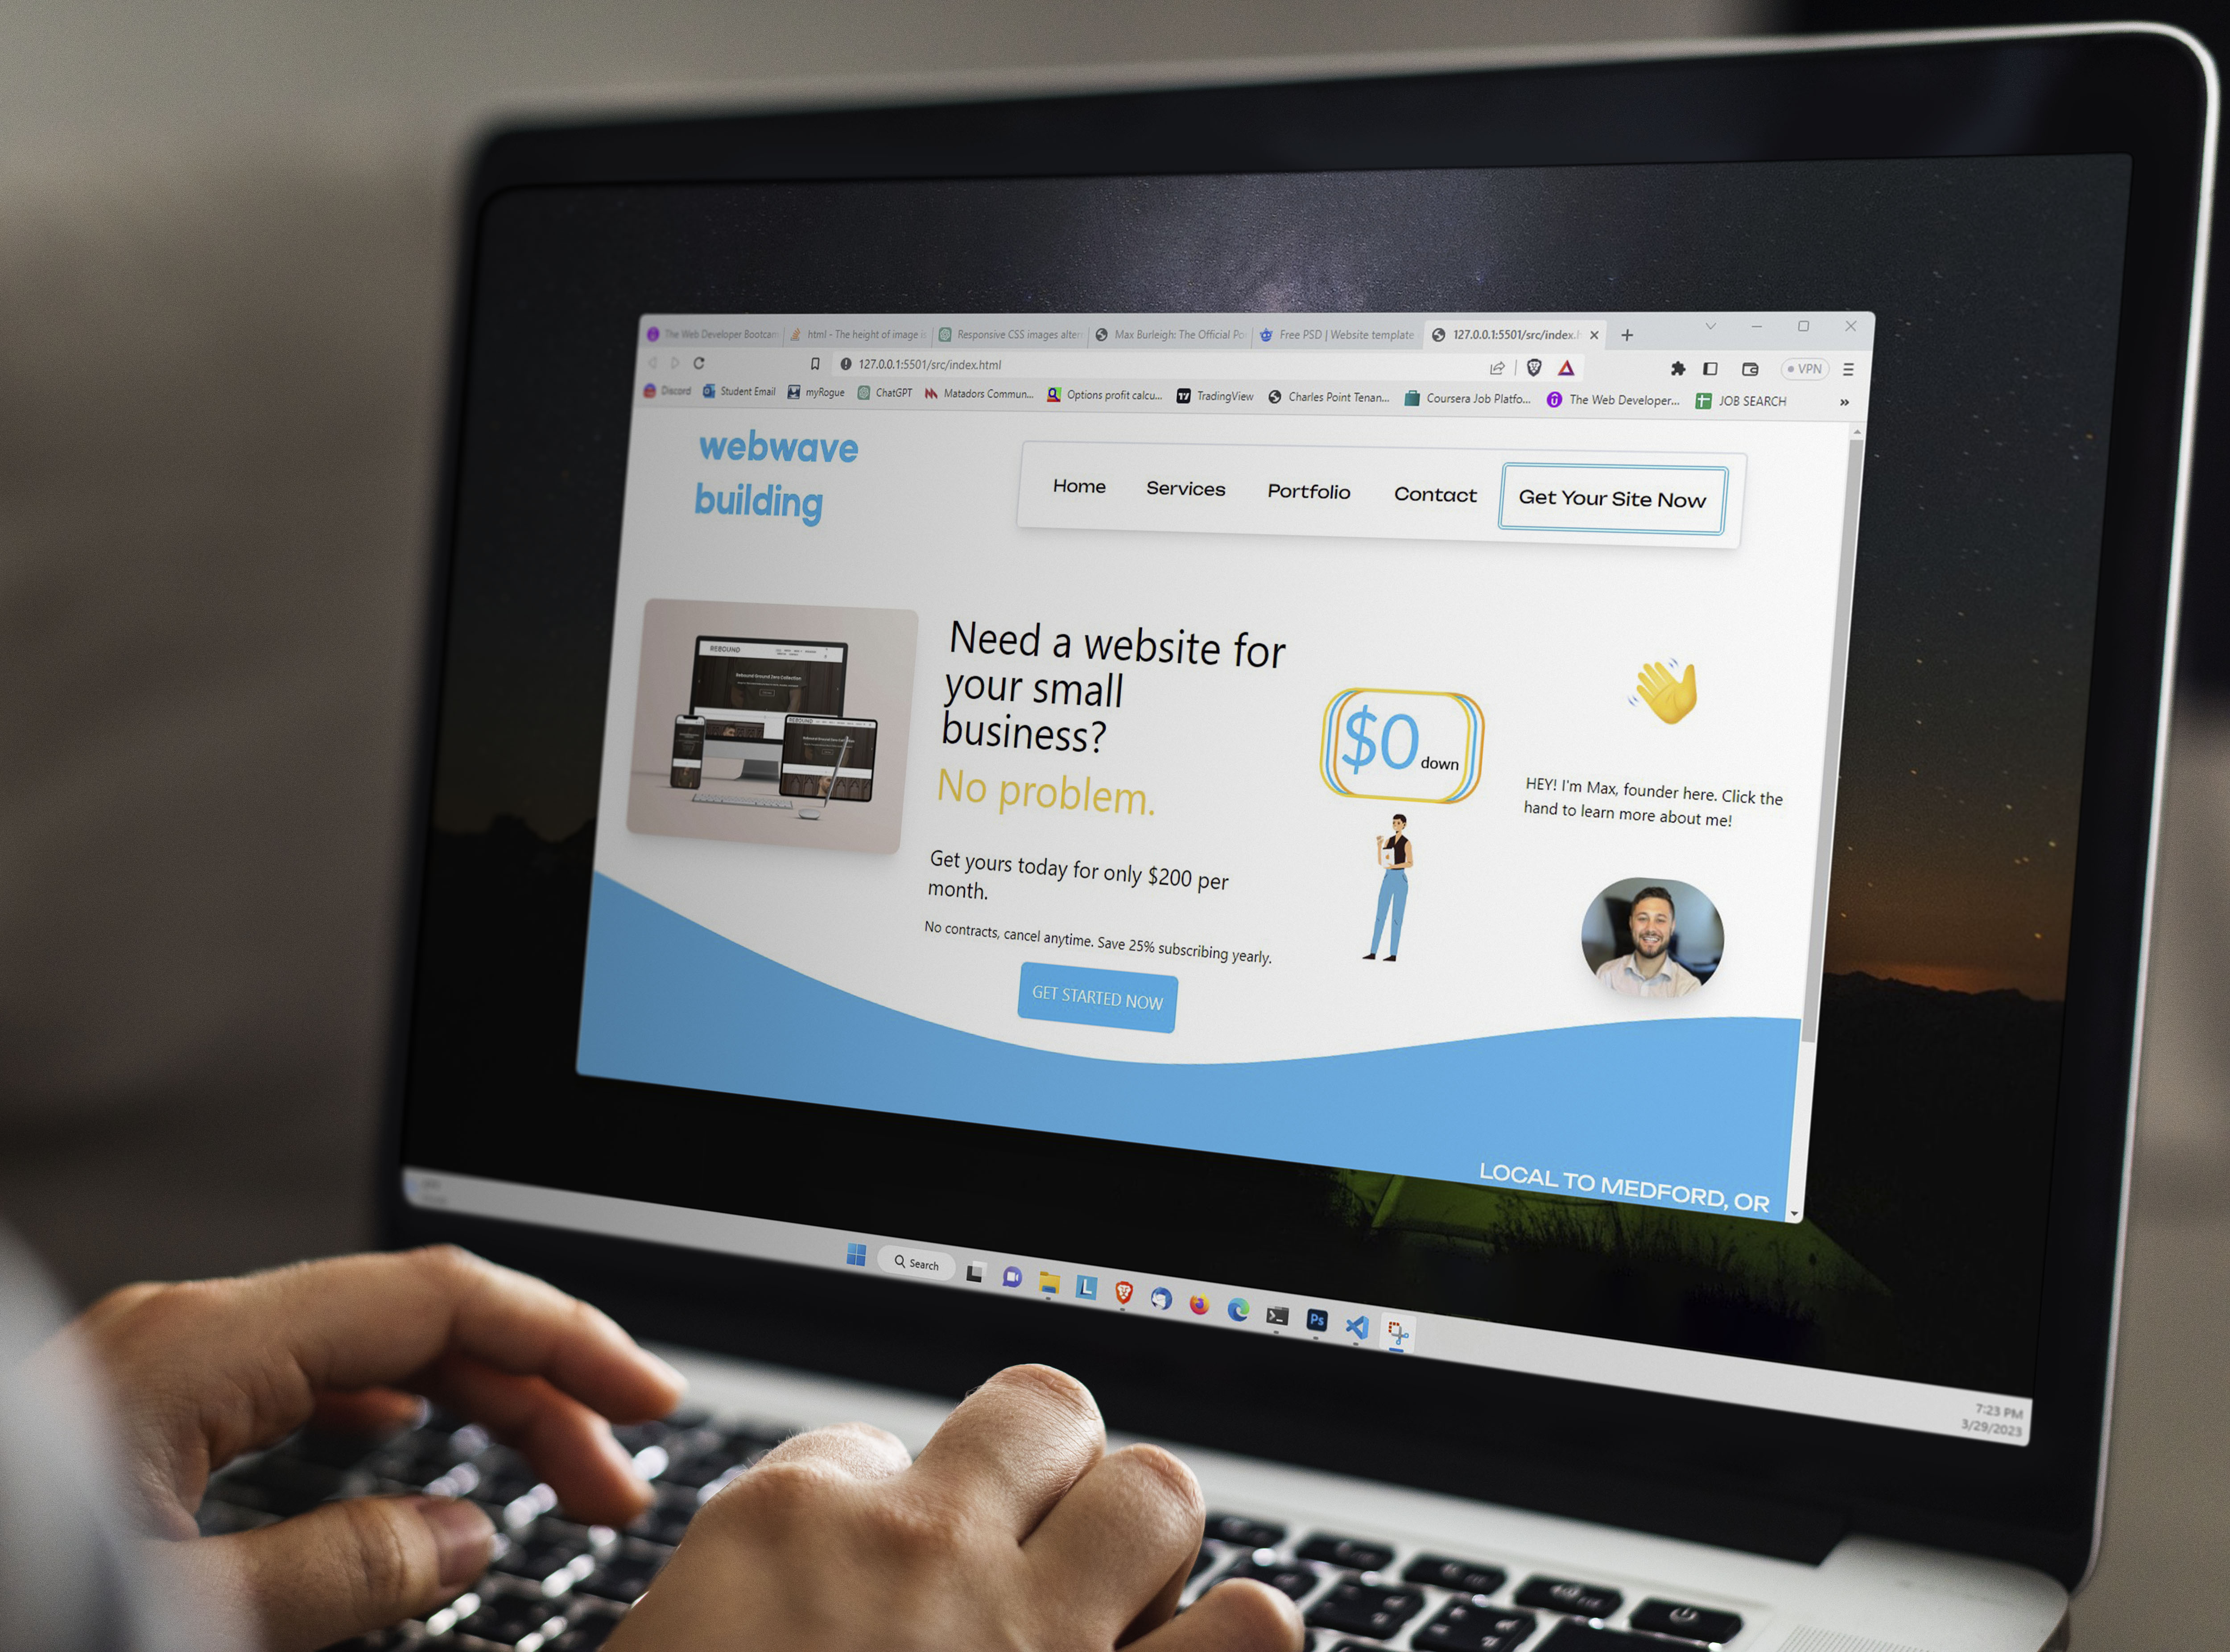 The Web Developer Bootcam
html - The height of image is
Responsive CSS images alter
Max Burleigh: The Official Po
Free PSD | Website template
127.0.0.1:5501/src/index.h
127.0.0.1:5501/src/index.html
VPN
Discord
Student Email
myRogue
ChatGPT
Matadors Commun...
Options profit calcu...
TradingView
Charles Point Tenan...
Coursera Job Platfo...
The Web Developer...
JOB SEARCH
»
webwave
building
Home
Services
Portfolio
Contact
Get Your Site Now
REBOUND
Rebound Ground Zero Collection
REBOUND
Need a website for
your small
business?
No problem.
Get yours today for only $200 per
month.
No contracts, cancel anytime. Save 25% subscribing yearly.
GET STARTED NOW
$0 down
HEY! I'm Max, founder here. Click the
hand to learn more about me!
LOCAL TO MEDFORD, OR
Search
L
Ps
7:23 PM
3/29/2023